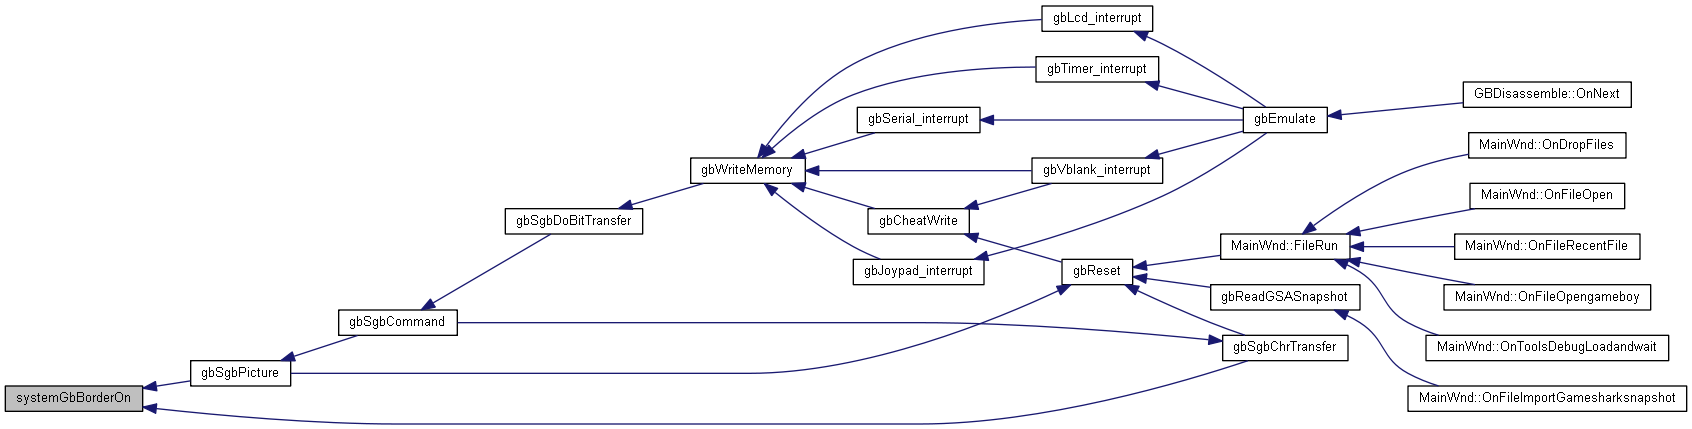 gbLcd_interrupt
gbTimer_interrupt
GBDisassemble::OnNext
gbSerial_interrupt
gbEmulate
MainWnd::OnDropFiles
gbWriteMemory
gbVblank_interrupt
MainWnd::OnFileOpen
gbSgbDoBitTransfer
gbCheatWrite
MainWnd::FileRun
MainWnd::OnFileRecentFile
gbJoypad_interrupt
gbReset
gbReadGSASnapshot
MainWnd::OnFileOpengameboy
gbSgbCommand
gbSgbChrTransfer
MainWnd::OnToolsDebugLoadandwait
gbSgbPicture
systemGbBorderOn
MainWnd::OnFileImportGamesharksnapshot